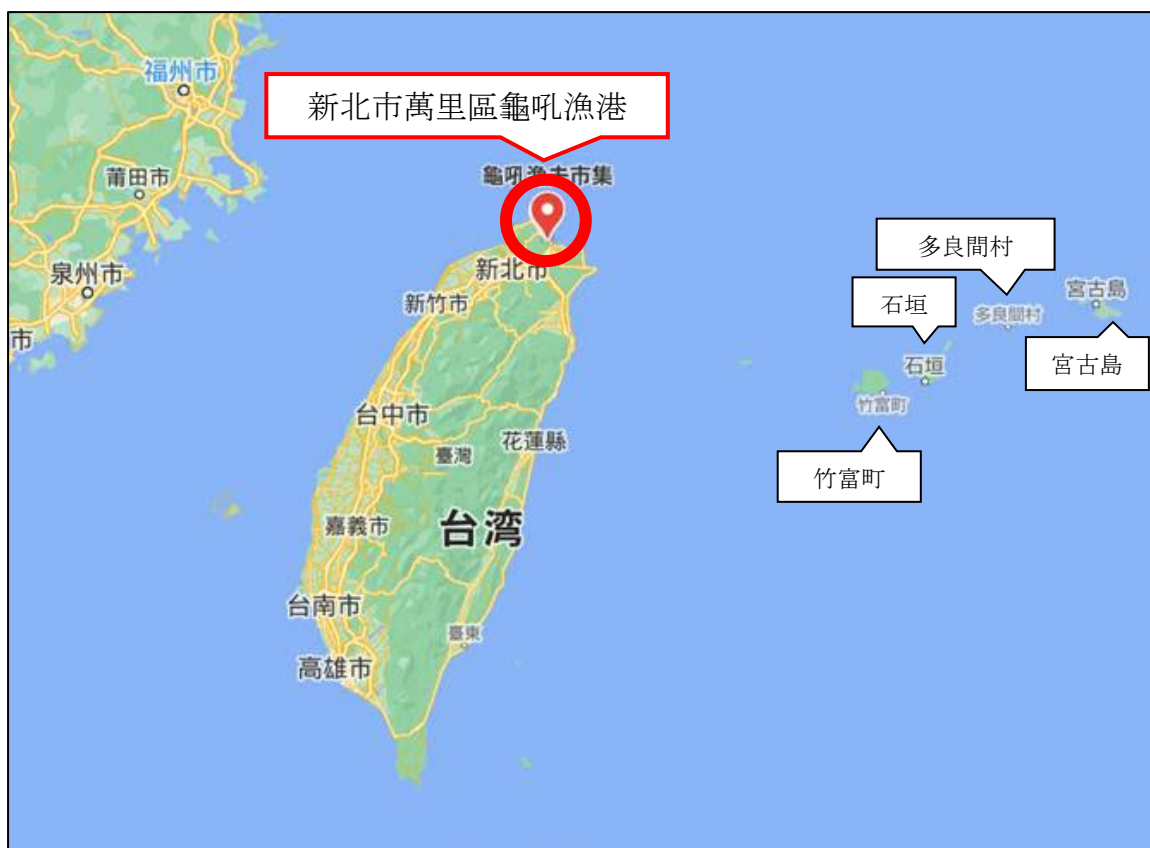 福州市
新北市萬里區龜吼漁港
莆田市
龜吼漁夫市集
泉州市
新北市
多良間村
宮古島
新竹市
石垣
多良間村
市
宮古島
石垣
竹富町
台中市
花蓮縣
臺灣
竹富町
嘉義市
台湾
台南市
臺東
高雄市